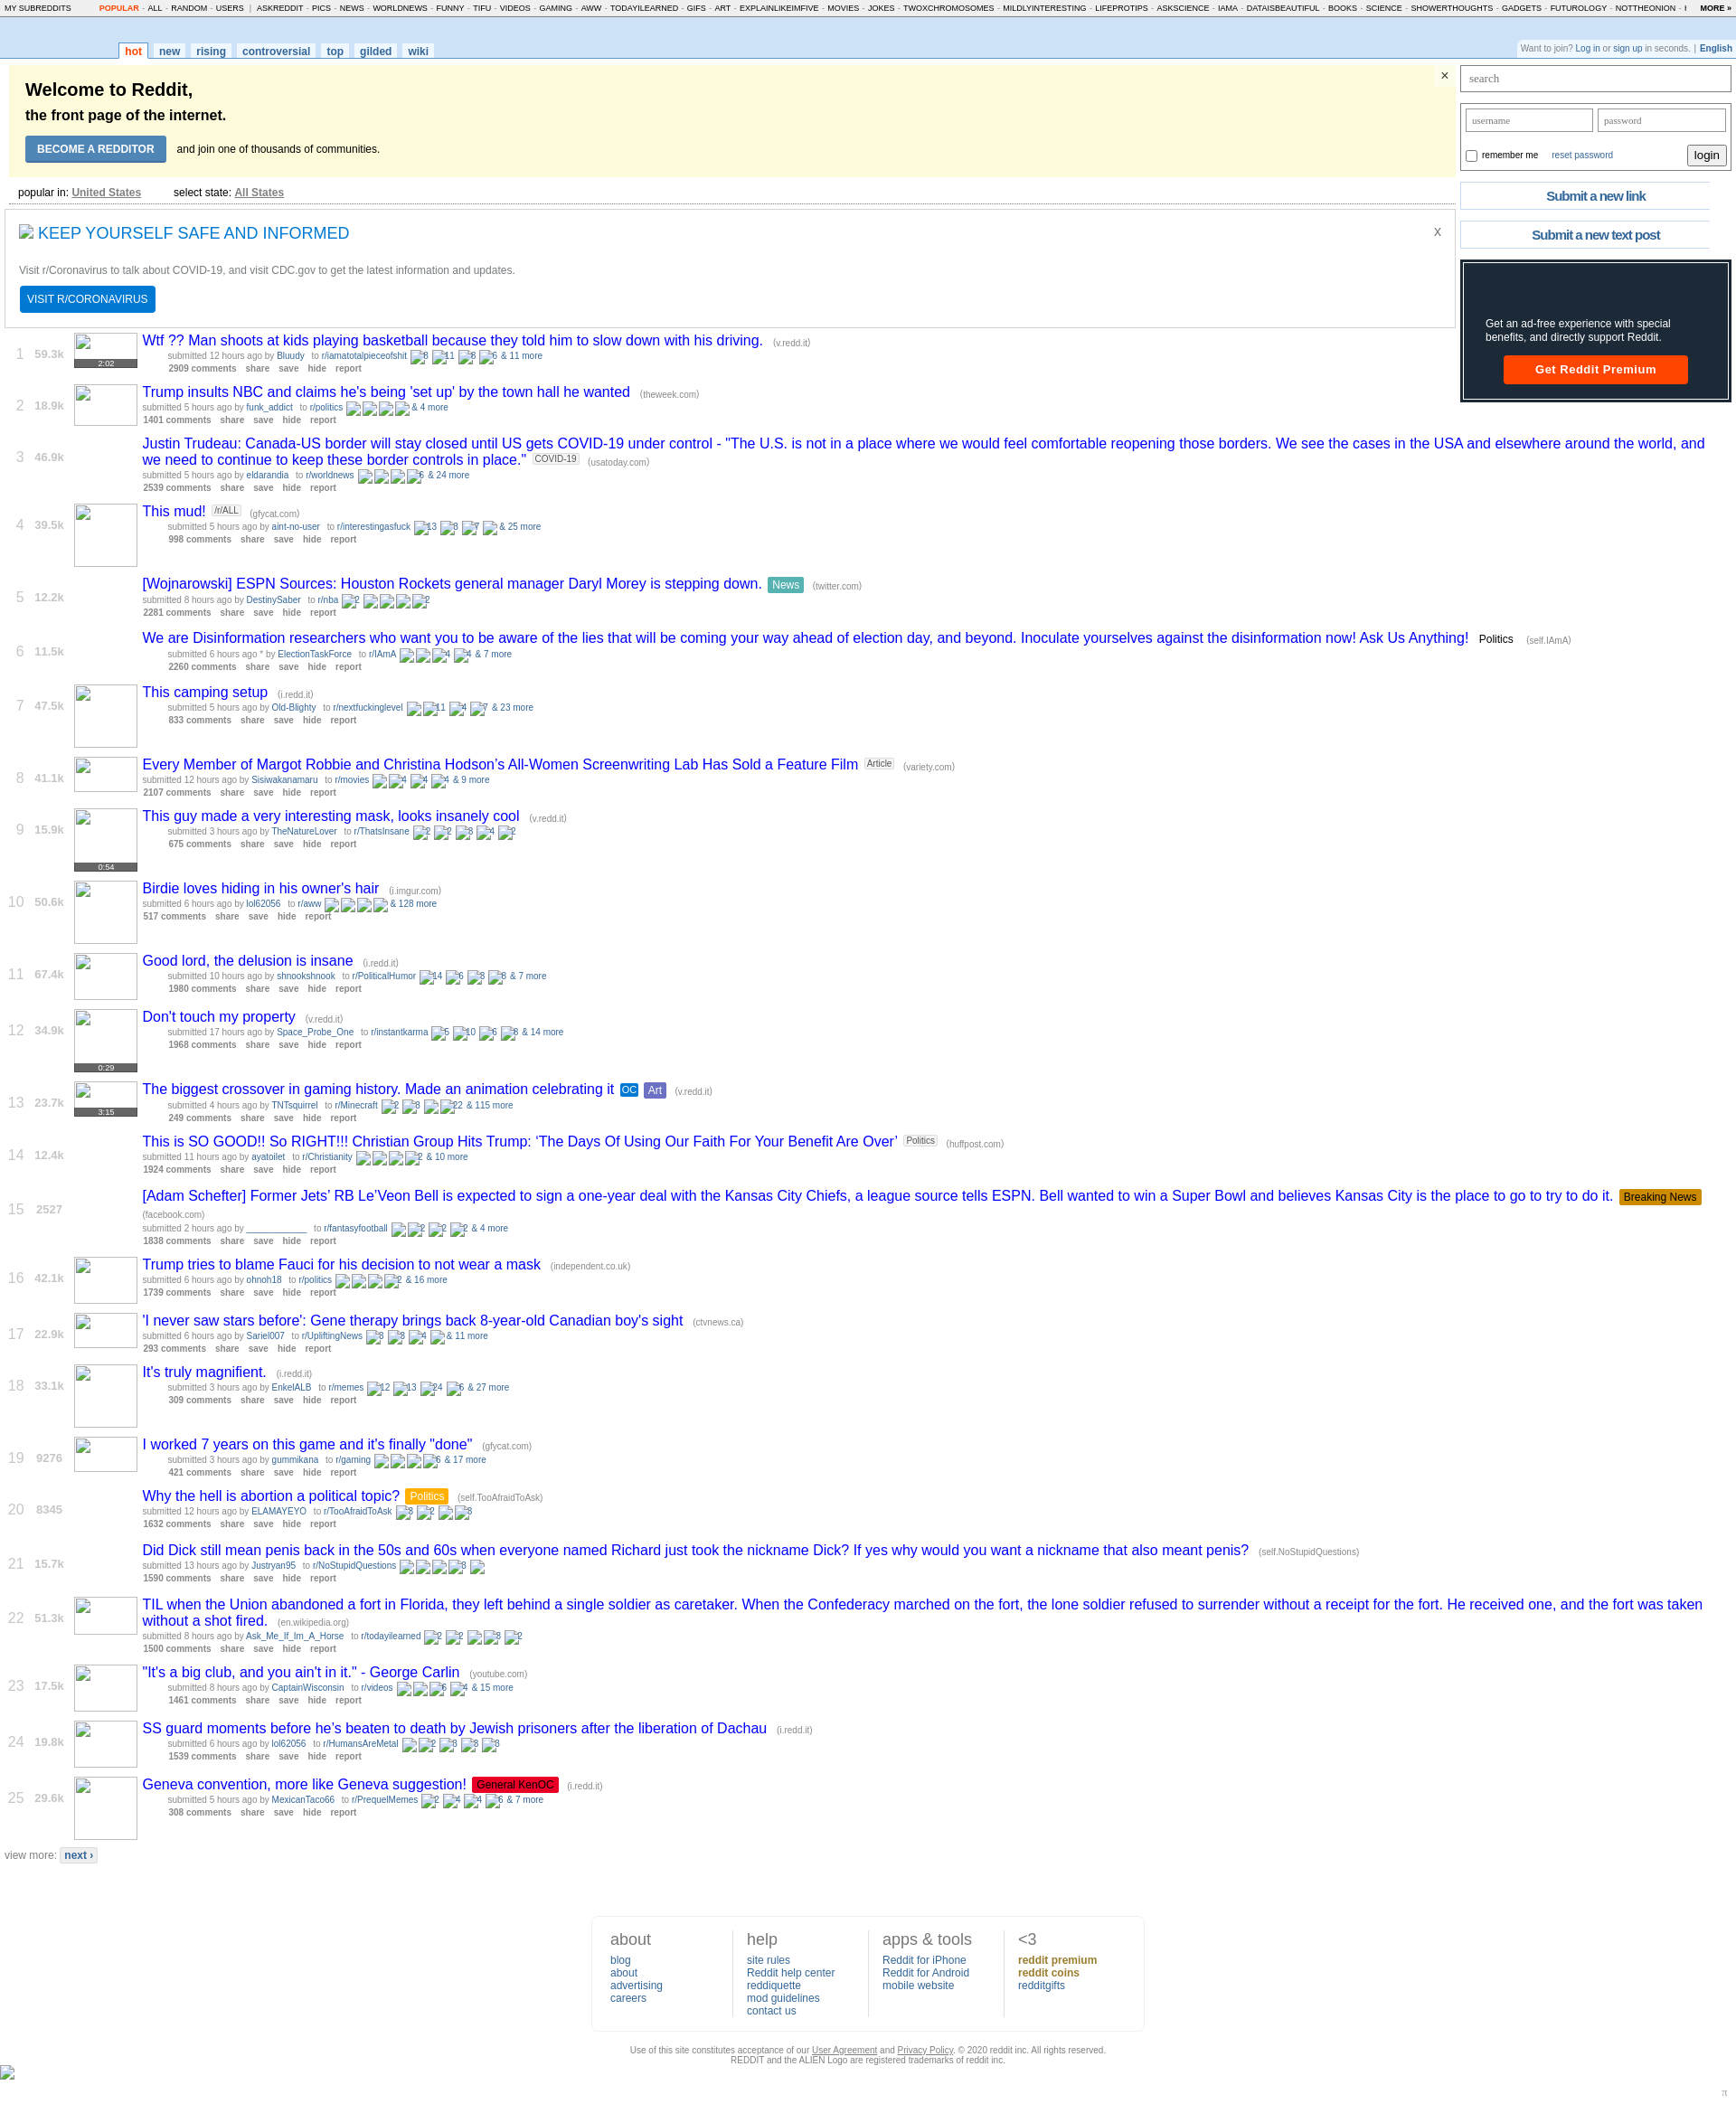 MY SUBREDDITS POPULAR - ALL - RANDOM - USERS | ASKREDDIT - PICS - NEWS - WORLDNEWS - FUNNY - TIFU - VIDEOS - GAMING - AWW - TODAYILEARNED - GIFS - ART - EXPLAINLIKEIMFIVE - MOVIES - JOKES - TWOXCHROMOSOMES - MILDLYINTERESTING - LIFEPROTIPS - ASKSCIENCE - IAMA - DATAISBEAUTIFUL - BOOKS - SCIENCE - SHOWERTHOUGHTS - GADGETS - FUTUROLOGY - NOTTHEONION - I MORE »
hot new rising controversial top gilded wiki
Want to join? Log in or sign up in seconds. | English
Welcome to Reddit,
×
the front page of the internet.
BECOME A REDDITOR and join one of thousands of communities.
search
username password
remember me reset password login
Submit a new link
Submit a new text post
Get an ad-free experience with special
benefits, and directly support Reddit.
Get Reddit Premium
popular in: United States select state: All States
KEEP YOURSELF SAFE AND INFORMED
X
Visit r/Coronavirus to talk about COVID-19, and visit CDC.gov to get the latest information and updates.
VISIT R/CORONAVIRUS
1 59.3k 2:02 Wtf ?? Man shoots at kids playing basketball because they told him to slow down with his driving. (v.redd.it)
submitted 12 hours ago by Bluudy to r/iamatotalpieceofshit 8 11 8 6 & 11 more
2909 comments share save hide report
2 18.9k Trump insults NBC and claims he's being 'set up' by the town hall he wanted (theweek.com)
submitted 5 hours ago by funk_addict to r/politics & 4 more
1401 comments share save hide report
3 46.9k Justin Trudeau: Canada-US border will stay closed until US gets COVID-19 under control - "The U.S. is not in a place where we would feel comfortable reopening those borders. We see the cases in the USA and elsewhere around the world, and
we need to continue to keep these border controls in place." COVID-19 (usatoday.com)
submitted 5 hours ago by eldarandia to r/worldnews 6 & 24 more
2539 comments share save hide report
4 39.5k This mud! /r/ALL (gfycat.com)
submitted 5 hours ago by aint-no-user to r/interestingasfuck 13 3 7 & 25 more
998 comments share save hide report
5 12.2k [Wojnarowski] ESPN Sources: Houston Rockets general manager Daryl Morey is stepping down. News (twitter.com)
submitted 8 hours ago by DestinySaber to r/nba 2 2
2281 comments share save hide report
6 11.5k We are Disinformation researchers who want you to be aware of the lies that will be coming your way ahead of election day, and beyond. Inoculate yourselves against the disinformation now! Ask Us Anything! Politics (self.IAmA)
submitted 6 hours ago * by ElectionTaskForce to r/IAmA 4 4 & 7 more
2260 comments share save hide report
7 47.5k This camping setup (i.redd.it)
submitted 5 hours ago by Old-Blighty to r/nextfuckinglevel 11 4 7 & 23 more
833 comments share save hide report
8 41.1k Every Member of Margot Robbie and Christina Hodson’s All-Women Screenwriting Lab Has Sold a Feature Film Article (variety.com)
submitted 12 hours ago by Sisiwakanamaru to r/movies 4 4 4 & 9 more
2107 comments share save hide report
9 15.9k 0:54 This guy made a very interesting mask, looks insanely cool (v.redd.it)
submitted 3 hours ago by TheNatureLover to r/ThatsInsane 2 2 3 4 2
675 comments share save hide report
10 50.6k Birdie loves hiding in his owner's hair (i.imgur.com)
submitted 6 hours ago by lol62056 to r/aww & 128 more
517 comments share save hide report
11 67.4k Good lord, the delusion is insane (i.redd.it)
submitted 10 hours ago by shnookshnook to r/PoliticalHumor 14 6 3 8 & 7 more
1980 comments share save hide report
12 34.9k 0:29 Don't touch my property (v.redd.it)
submitted 17 hours ago by Space_Probe_One to r/instantkarma 5 10 6 8 & 14 more
1968 comments share save hide report
13 23.7k 3:15 The biggest crossover in gaming history. Made an animation celebrating it OC Art (v.redd.it)
submitted 4 hours ago by TNTsquirrel to r/Minecraft 2 3 22 & 115 more
249 comments share save hide report
14 12.4k This is SO GOOD!! So RIGHT!!! Christian Group Hits Trump: ‘The Days Of Using Our Faith For Your Benefit Are Over’ Politics (huffpost.com)
submitted 11 hours ago by ayatoilet to r/Christianity 2 & 10 more
1924 comments share save hide report
15 2527 [Adam Schefter] Former Jets’ RB Le’Veon Bell is expected to sign a one-year deal with the Kansas City Chiefs, a league source tells ESPN. Bell wanted to win a Super Bowl and believes Kansas City is the place to go to try to do it. Breaking News
(facebook.com)
submitted 2 hours ago by ____________ to r/fantasyfootball 2 2 2 & 4 more
1838 comments share save hide report
16 42.1k Trump tries to blame Fauci for his decision to not wear a mask (independent.co.uk)
submitted 6 hours ago by ohnoh18 to r/politics 2 & 16 more
1739 comments share save hide report
17 22.9k 'I never saw stars before': Gene therapy brings back 8-year-old Canadian boy's sight (ctvnews.ca)
submitted 6 hours ago by Sariel007 to r/UpliftingNews 3 3 4 & 11 more
293 comments share save hide report
18 33.1k It's truly magnifient. (i.redd.it)
submitted 3 hours ago by EnkelALB to r/memes 12 13 24 6 & 27 more
309 comments share save hide report
19 9276 I worked 7 years on this game and it's finally "done" (gfycat.com)
submitted 3 hours ago by gummikana to r/gaming 6 & 17 more
421 comments share save hide report
20 8345 Why the hell is abortion a political topic? Politics (self.TooAfraidToAsk)
submitted 12 hours ago by ELAMAYEYO to r/TooAfraidToAsk 3 2 3
1632 comments share save hide report
21 15.7k Did Dick still mean penis back in the 50s and 60s when everyone named Richard just took the nickname Dick? If yes why would you want a nickname that also meant penis? (self.NoStupidQuestions)
submitted 13 hours ago by Justryan95 to r/NoStupidQuestions 3
1590 comments share save hide report
22 51.3k TIL when the Union abandoned a fort in Florida, they left behind a single soldier as caretaker. When the Confederacy marched on the fort, the lone soldier refused to surrender without a receipt for the fort. He received one, and the fort was taken
without a shot fired. (en.wikipedia.org)
submitted 8 hours ago by Ask_Me_If_Im_A_Horse to r/todayilearned 2 2 3 2
1500 comments share save hide report
23 17.5k "It's a big club, and you ain't in it." - George Carlin (youtube.com)
submitted 8 hours ago by CaptainWisconsin to r/videos 6 4 & 15 more
1461 comments share save hide report
24 19.8k SS guard moments before he’s beaten to death by Jewish prisoners after the liberation of Dachau (i.redd.it)
submitted 6 hours ago by lol62056 to r/HumansAreMetal 2 3 3 3
1539 comments share save hide report
25 29.6k Geneva convention, more like Geneva suggestion! General KenOC (i.redd.it)
submitted 5 hours ago by MexicanTaco66 to r/PrequelMemes 2 4 4 6 & 7 more
308 comments share save hide report
view more: next ›
about help apps & tools <3
blog site rules Reddit for iPhone reddit premium
about Reddit help center Reddit for Android reddit coins
advertising reddiquette mobile website redditgifts
careers mod guidelines
contact us
Use of this site constitutes acceptance of our User Agreement and Privacy Policy. © 2020 reddit inc. All rights reserved.
REDDIT and the ALIEN Logo are registered trademarks of reddit inc.
π